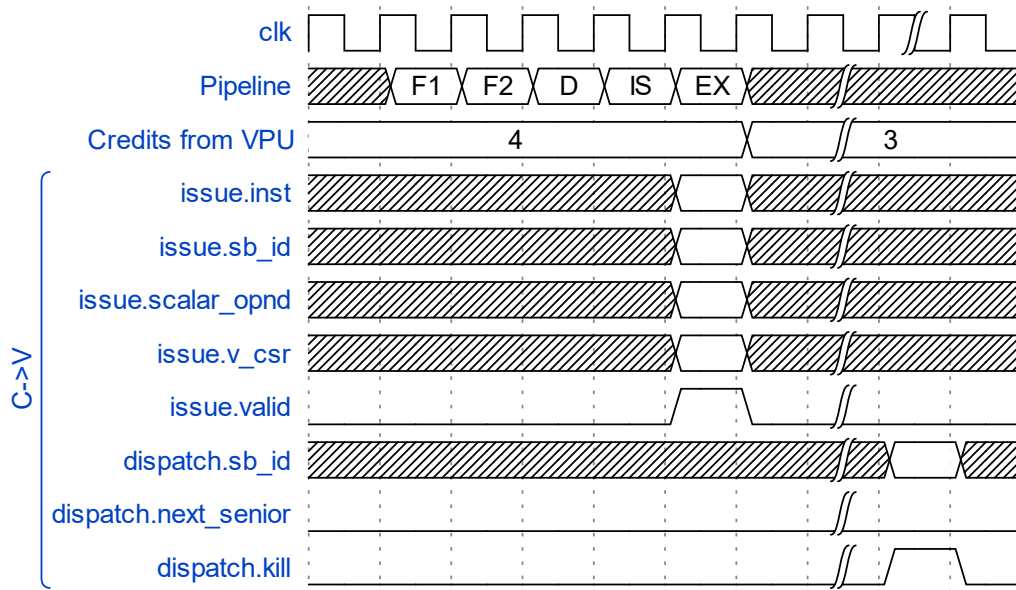 clk
Pipeline F1 F2 D IS EX
Credits from VPU 4 3
issue.inst
issue.sb_id
issue.scalar_opnd
issue.v_csr
C->V
issue.valid
dispatch.sb_id
dispatch.next_senior
dispatch.kill